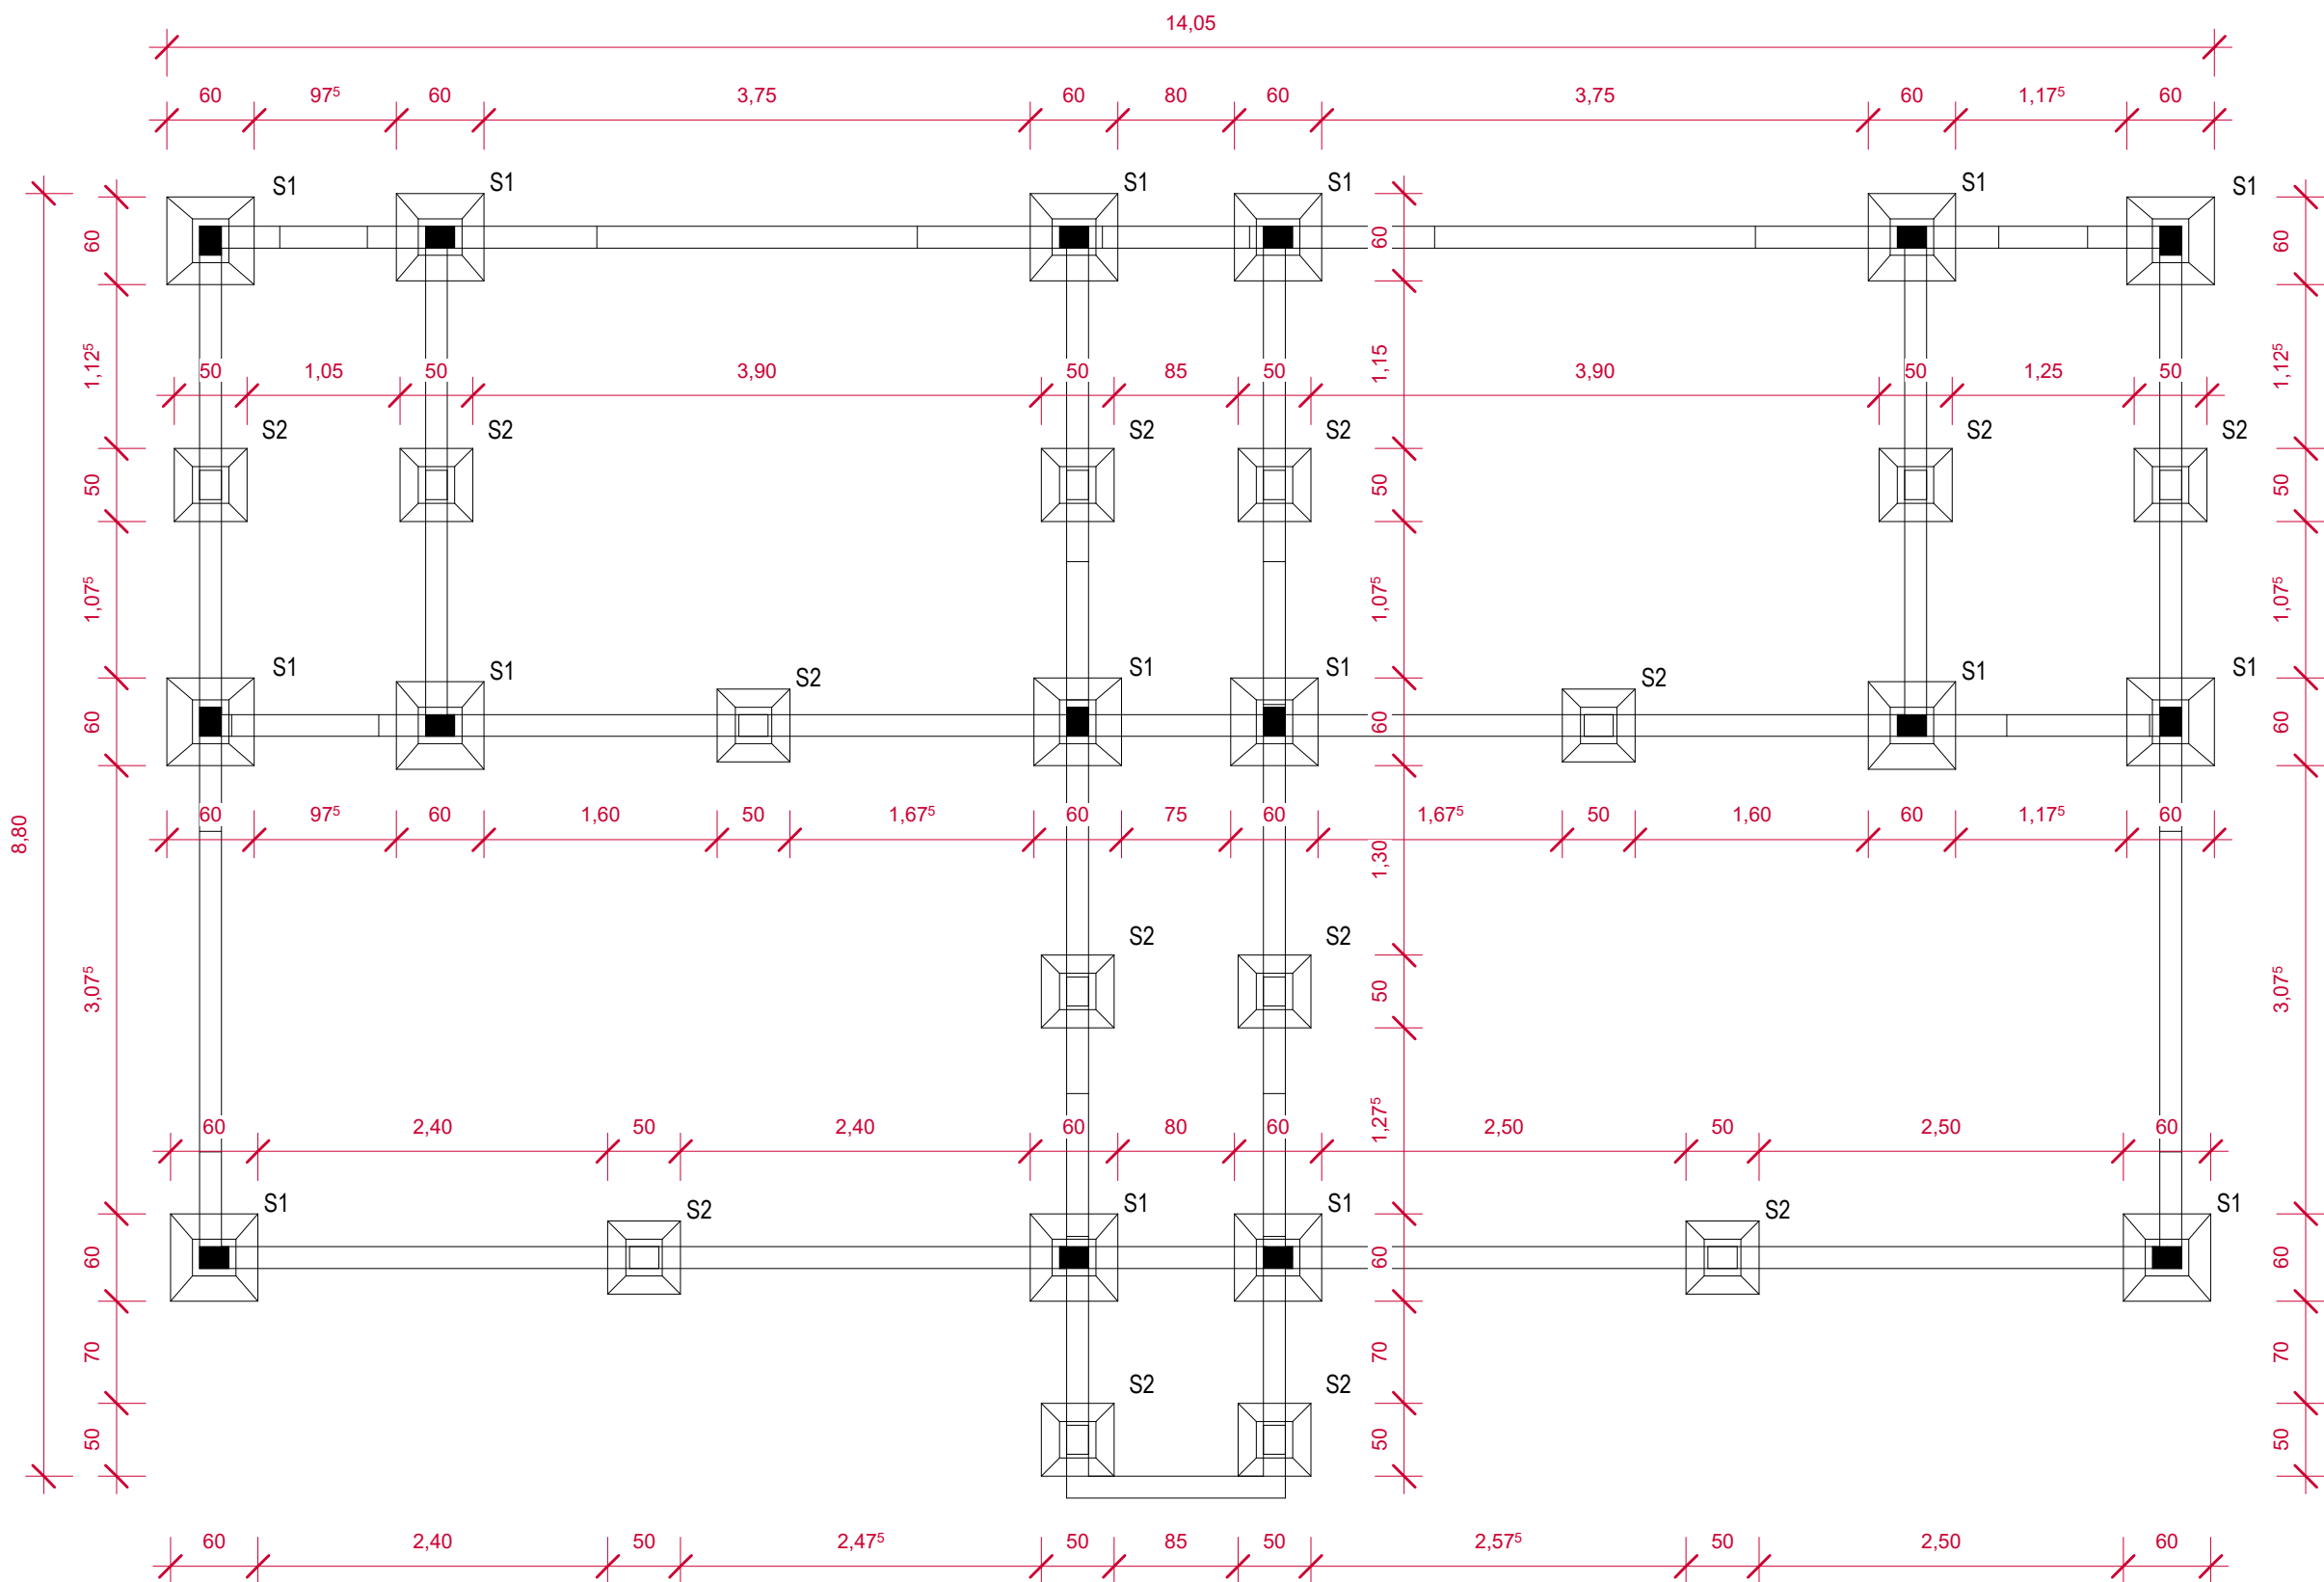 14,05
60 97⁵ 60 3,75 60 80 60 3,75 60 1,17⁵ 60
S1 S1 S1 S1 S1 S1
60 60 60
1,12⁵ 1,15 1,12⁵
50 1,05 50 3,90 50 85 50 3,90 50 1,25 50
S2 S2 S2 S2 S2 S2
50 50 50
1,07⁵ 1,07⁵ 1,07⁵
S1 S1 S2 S1 S1 S2 S1 S1
60 60 60
8,80
60 97⁵ 60 1,60 50 1,67⁵ 60 75 60 1,67⁵ 50 1,60 60 1,17⁵ 60
1,30
S2 S2
3,07⁵ 50 3,07⁵
1,27⁵
60 2,40 50 2,40 60 80 60 2,50 50 2,50 60
S1 S2 S1 S1 S2 S1
60 60 60
70 70 70
S2 S2
50 50 50
60 2,40 50 2,47⁵ 50 85 50 2,57⁵ 50 2,50 60